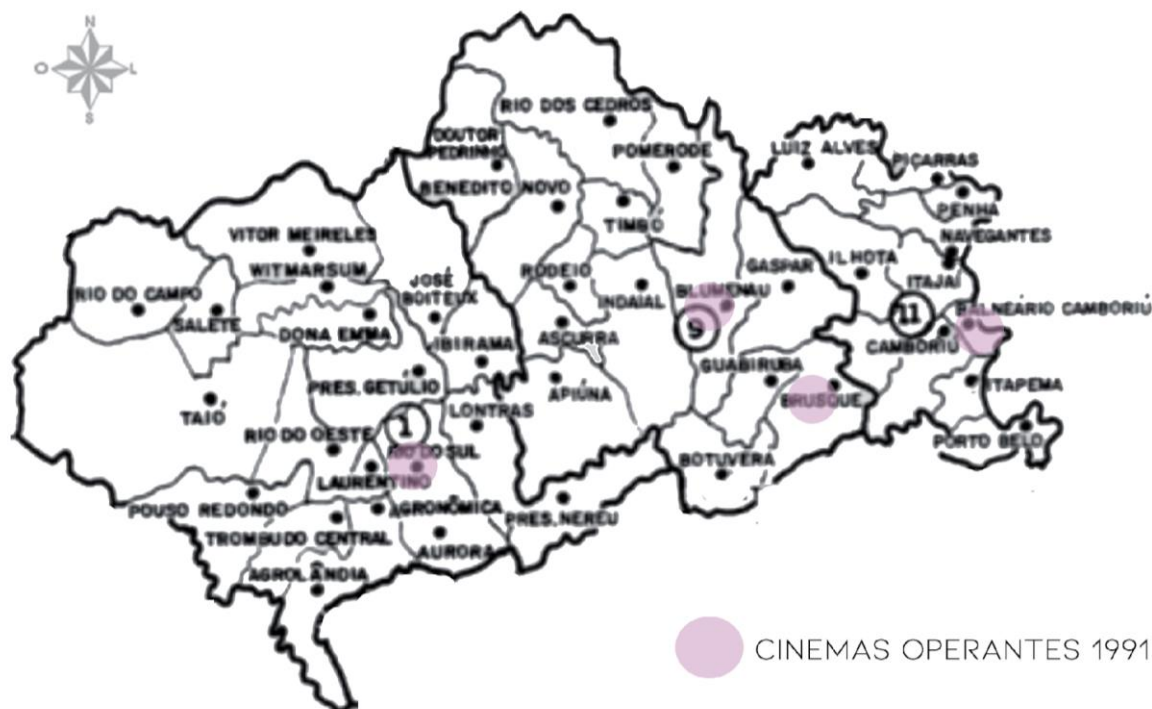 N
O
L
S
RIO DOS CEDROS
DOUTOR
PEDRINHO
POMERODE
LUIZ ALVES
PIÇARRAS
BENEDITO NOVO
PENHA
TIMBÓ
VITOR MEIRELES
NAVEGANTES
WITMARSUM
JOSÉ
BOITEUX
RODEIO
GASPAR
ILHOTA
ITAJAÍ
RIO DO CAMPO
INDAIAL
BLUMENAU
BALNEÁRIO CAMBORIÚ
SALETE
DONA EMMA
9
11
IBIRAMA
ASCURRA
CAMBORIÚ
PRES. GETÚLIO
GUABIRUBA
APIÚNA
BRUSQUE
ITAPEMA
TAIÓ
LONTRAS
1
RIO DO OESTE
RIO DO SUL
PORTO BELO
LAURENTINO
BOTUVERA
POUSO REDONDO
AGRONÔMICA
PRES. NEREU
TROMBUDO CENTRAL
AURORA
AGROLÂNDIA
CINEMAS OPERANTES 1991